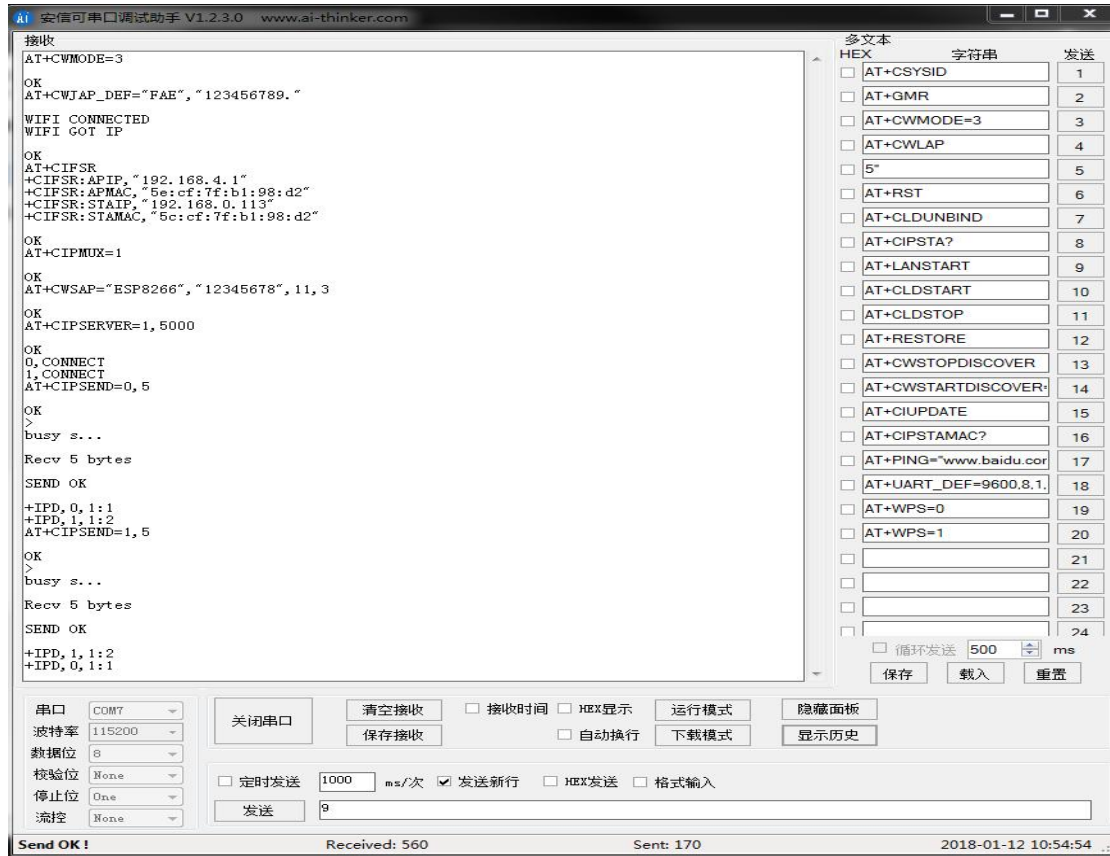 安信可串口调试助手 V1.2.3.0 www.ai-thinker.com
接收
AT+CWMODE=3
OK
AT+CWJAP_DEF="FAE","123456789."
WIFI CONNECTED
WIFI GOT IP
OK
AT+CIFSR
+CIFSR:APIP,"192.168.4.1"
+CIFSR:APMAC,"5e:cf:7f:b1:98:d2"
+CIFSR:STAIP,"192.168.0.113"
+CIFSR:STAMAC,"5c:cf:7f:b1:98:d2"
OK
AT+CIPMUX=1
OK
AT+CWSAP="ESP8266","12345678",11,3
OK
AT+CIPSERVER=1,5000
OK
0,CONNECT
1,CONNECT
AT+CIPSEND=0,5
OK
>
busy s...
Recv 5 bytes
SEND OK
+IPD,0,1:1
+IPD,1,1:2
AT+CIPSEND=1,5
OK
>
busy s...
Recv 5 bytes
SEND OK
+IPD,1,1:2
+IPD,0,1:1
多文本
HEX 字符串 发送
AT+CSYSID 1
AT+GMR 2
AT+CWMODE=3 3
AT+CWLAP 4
5" 5
AT+RST 6
AT+CLDUNBIND 7
AT+CIPSTA? 8
AT+LANSTART 9
AT+CLDSTART 10
AT+CLDSTOP 11
AT+RESTORE 12
AT+CWSTOPDISCOVER 13
AT+CWSTARTDISCOVER= 14
AT+CIUPDATE 15
AT+CIPSTAMAC? 16
AT+PING="www.baidu.cor 17
AT+UART_DEF=9600,8,1, 18
AT+WPS=0 19
AT+WPS=1 20
21
22
23
24
循环发送 500 ms
保存 载入 重置
串口 COM7
波特率 115200
数据位 8
校验位 None
停止位 One
流控 None
关闭串口 清空接收 接收时间 HEX显示 运行模式 隐藏面板
保存接收 自动换行 下载模式 显示历史
定时发送 1000 ms/次 发送新行 HEX发送 格式输入
发送 9
Send OK! Received: 560 Sent: 170 2018-01-12 10:54:54